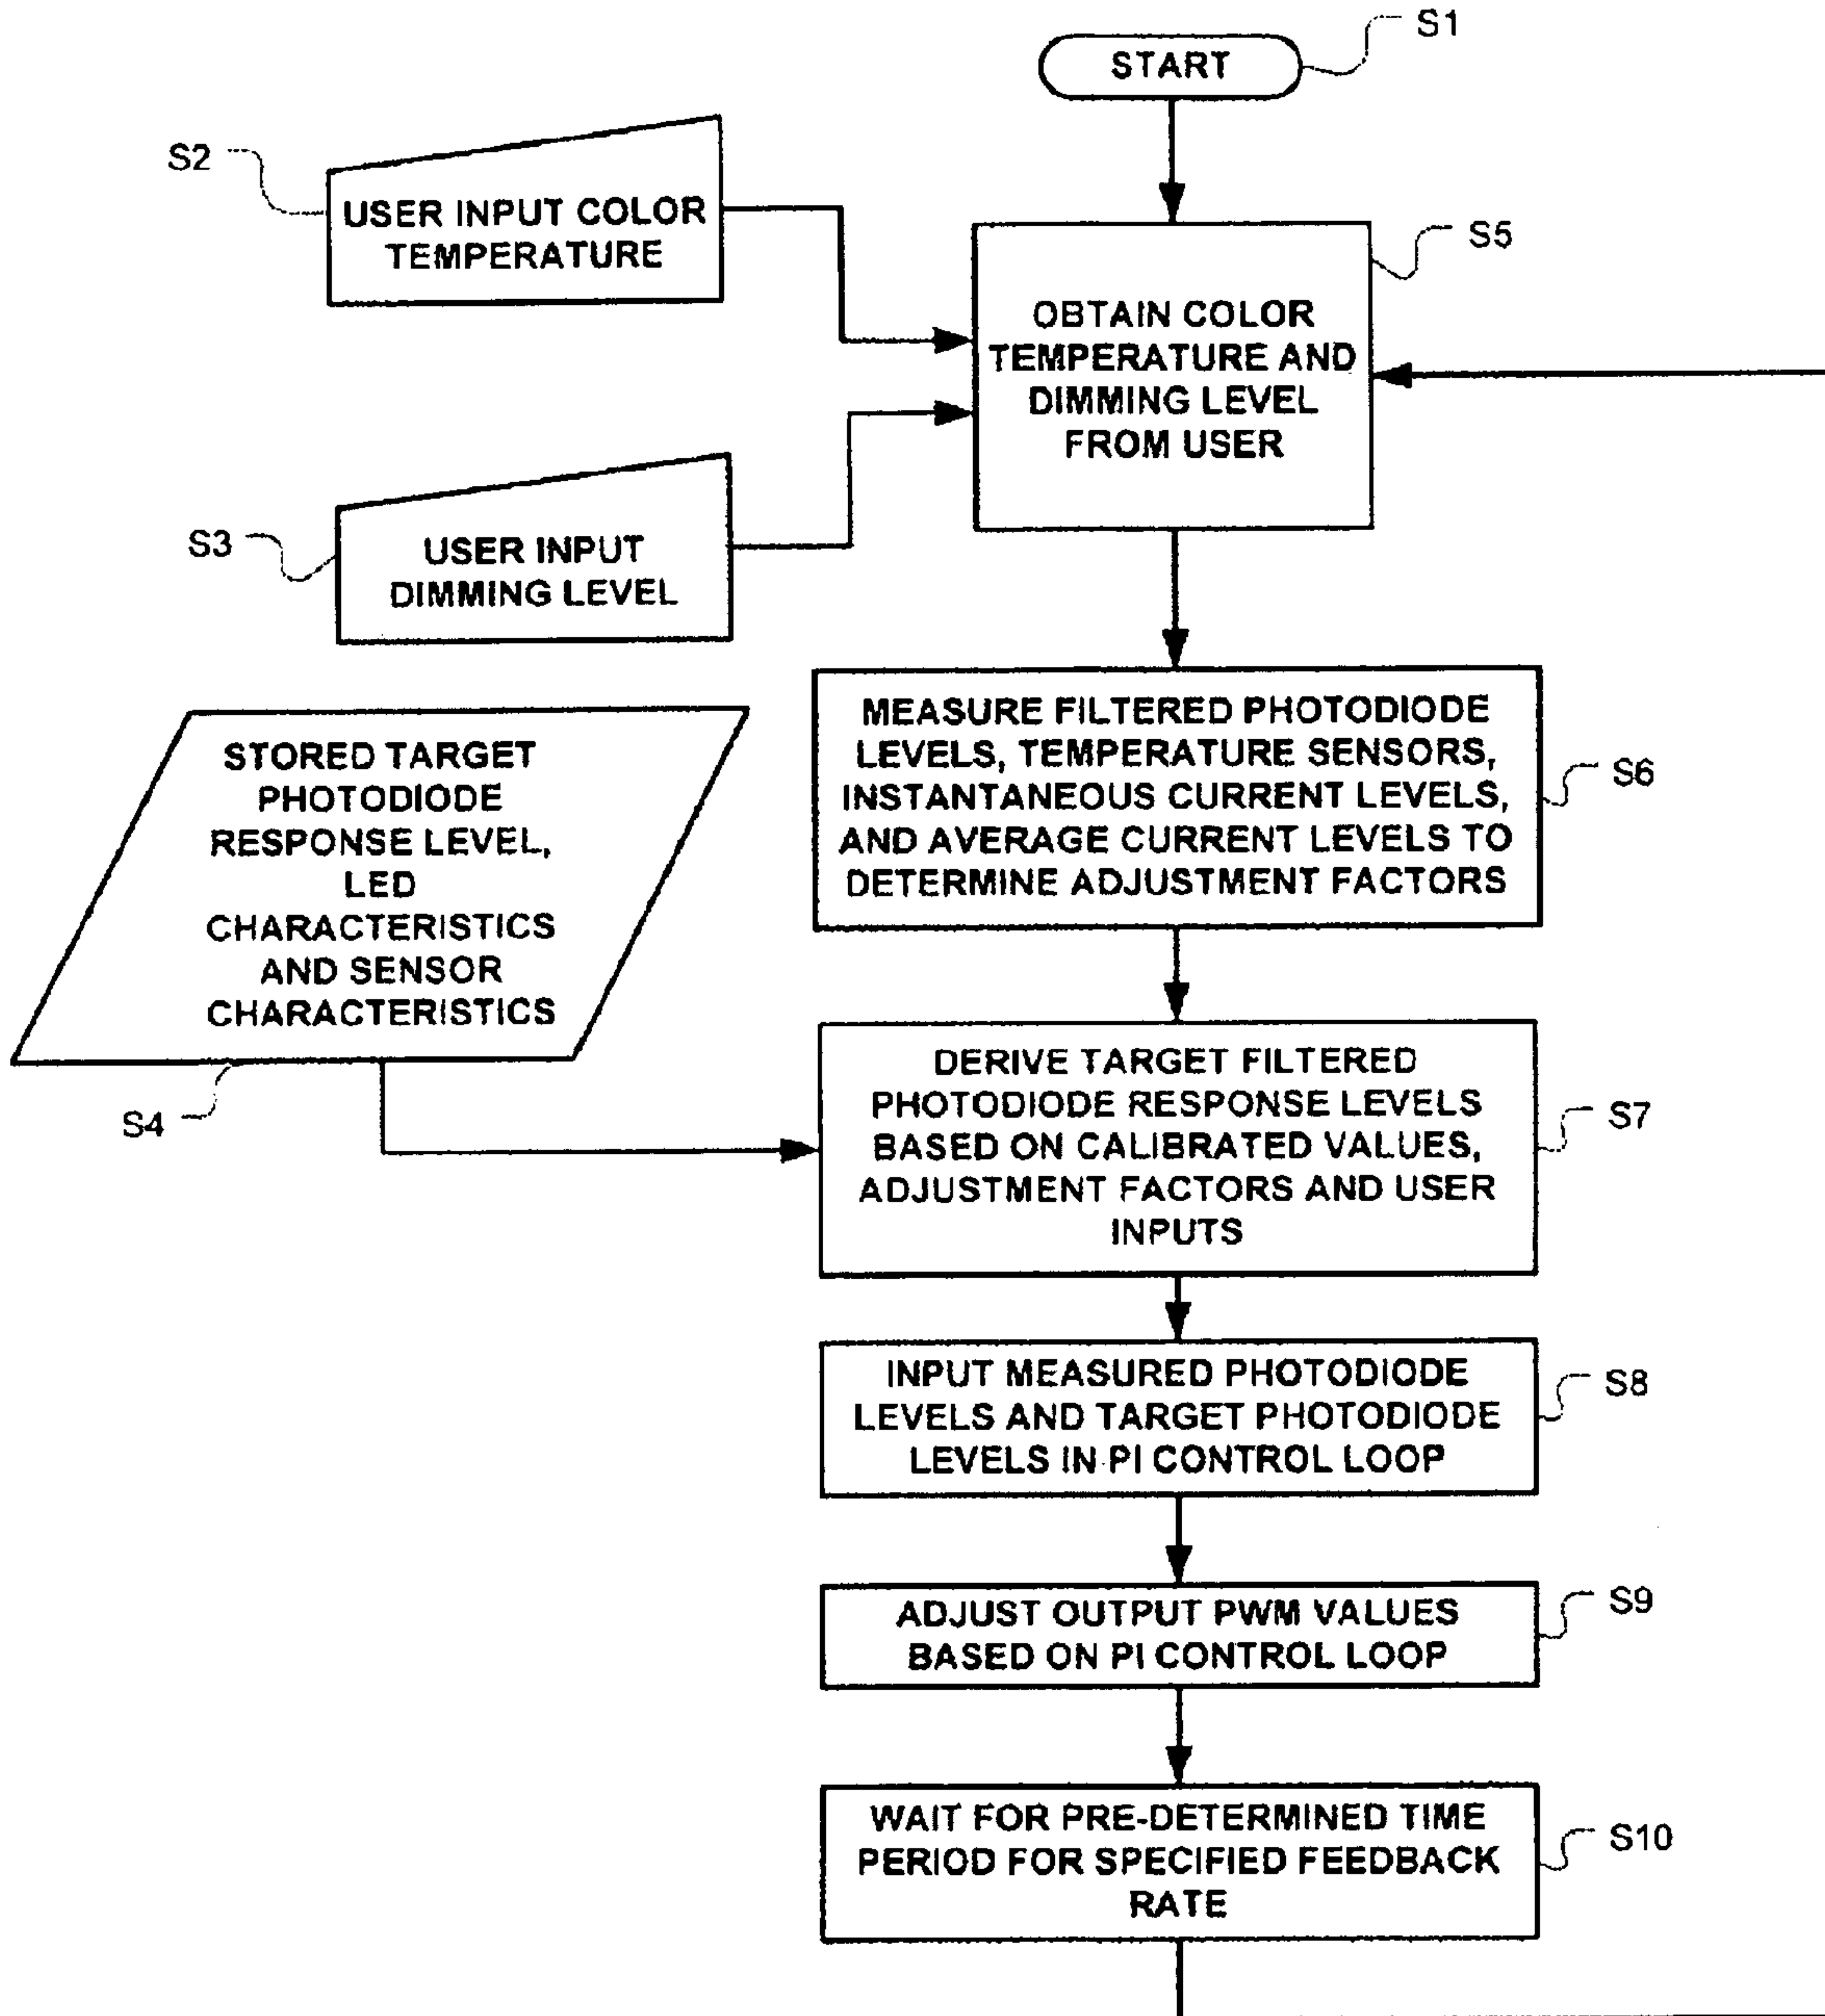 S1
START
S2
USER INPUT COLOR
TEMPERATURE
S5
OBTAIN COLOR
TEMPERATURE AND
DIMMING LEVEL
FROM USER
S3
USER INPUT
DIMMING LEVEL
MEASURE FILTERED PHOTODIODE
LEVELS, TEMPERATURE SENSORS,
INSTANTANEOUS CURRENT LEVELS,
AND AVERAGE CURRENT LEVELS TO
DETERMINE ADJUSTMENT FACTORS
S6
STORED TARGET
PHOTODIODE
RESPONSE LEVEL,
LED
CHARACTERISTICS
AND SENSOR
CHARACTERISTICS
S4
DERIVE TARGET FILTERED
PHOTODIODE RESPONSE LEVELS
BASED ON CALIBRATED VALUES,
ADJUSTMENT FACTORS AND USER
INPUTS
S7
INPUT MEASURED PHOTODIODE
LEVELS AND TARGET PHOTODIODE
LEVELS IN PI CONTROL LOOP
S8
ADJUST OUTPUT PWM VALUES
BASED ON PI CONTROL LOOP
S9
WAIT FOR PRE-DETERMINED TIME
PERIOD FOR SPECIFIED FEEDBACK
RATE
S10